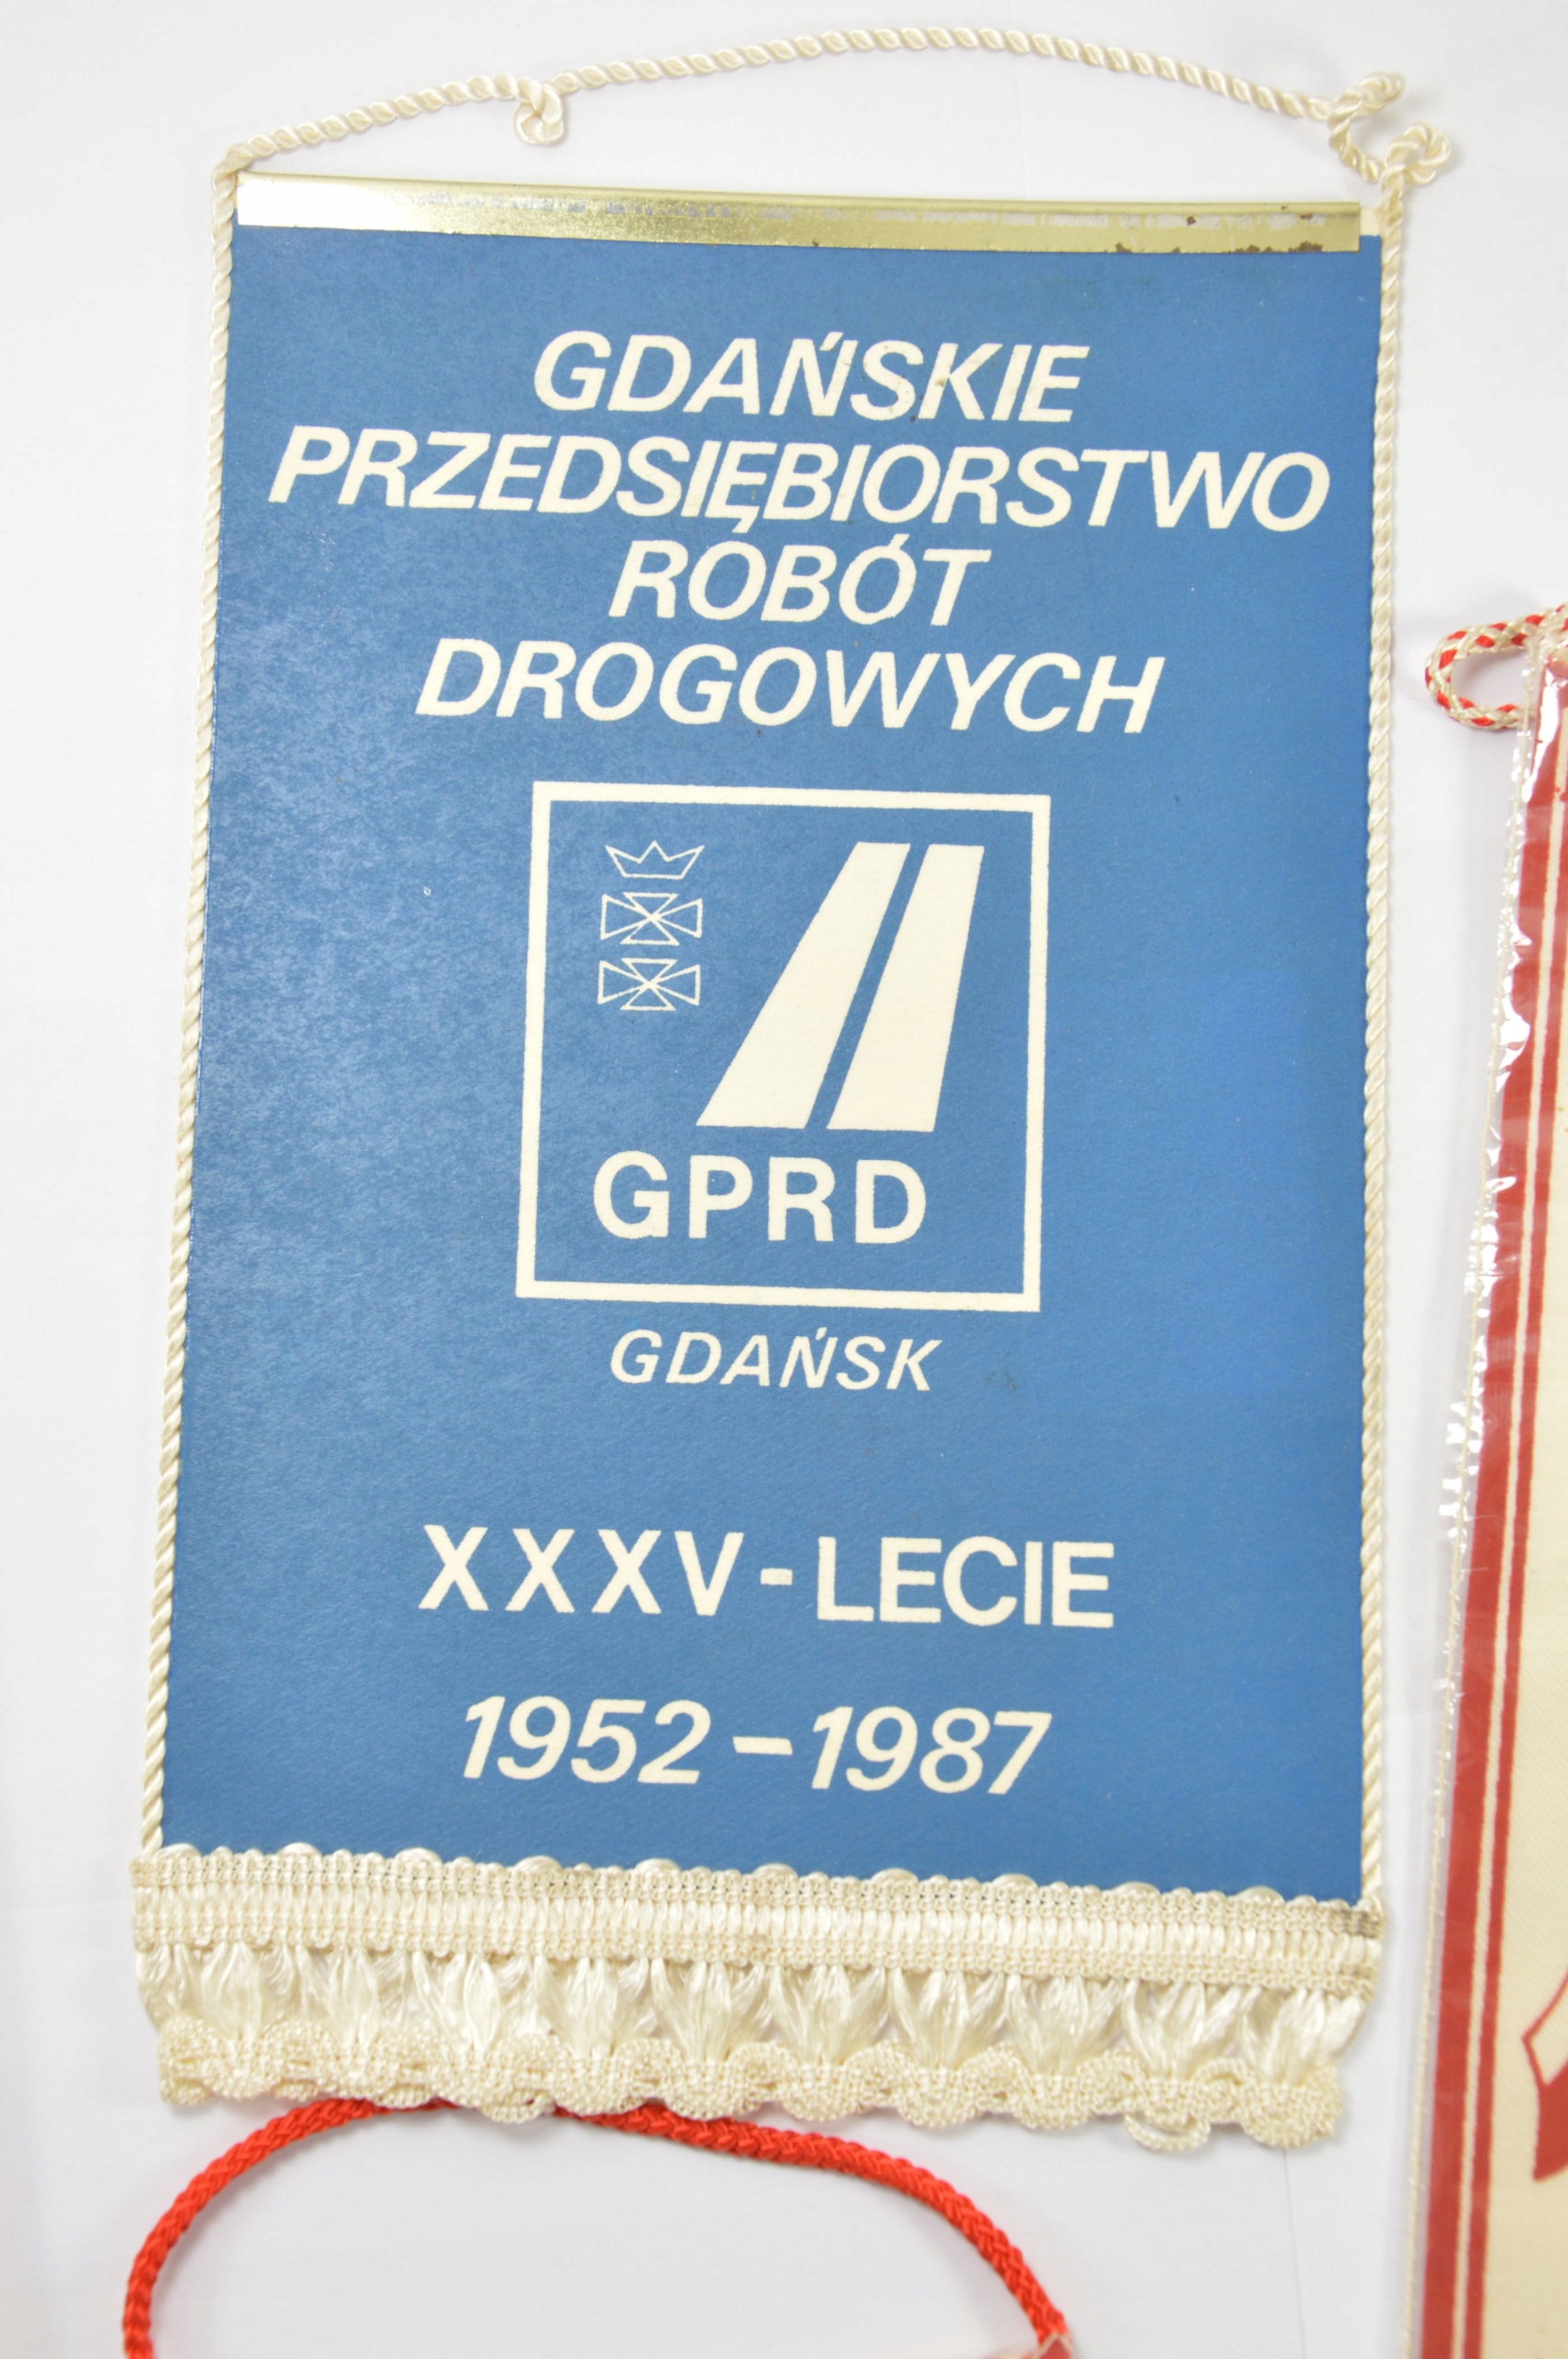 GDAŃSKIE
PRZEDSIĘBIORSTWO
ROBÓT
DROGOWYCH
GPRD
GDAŃSK
XXXV-LECIE
1952-1987